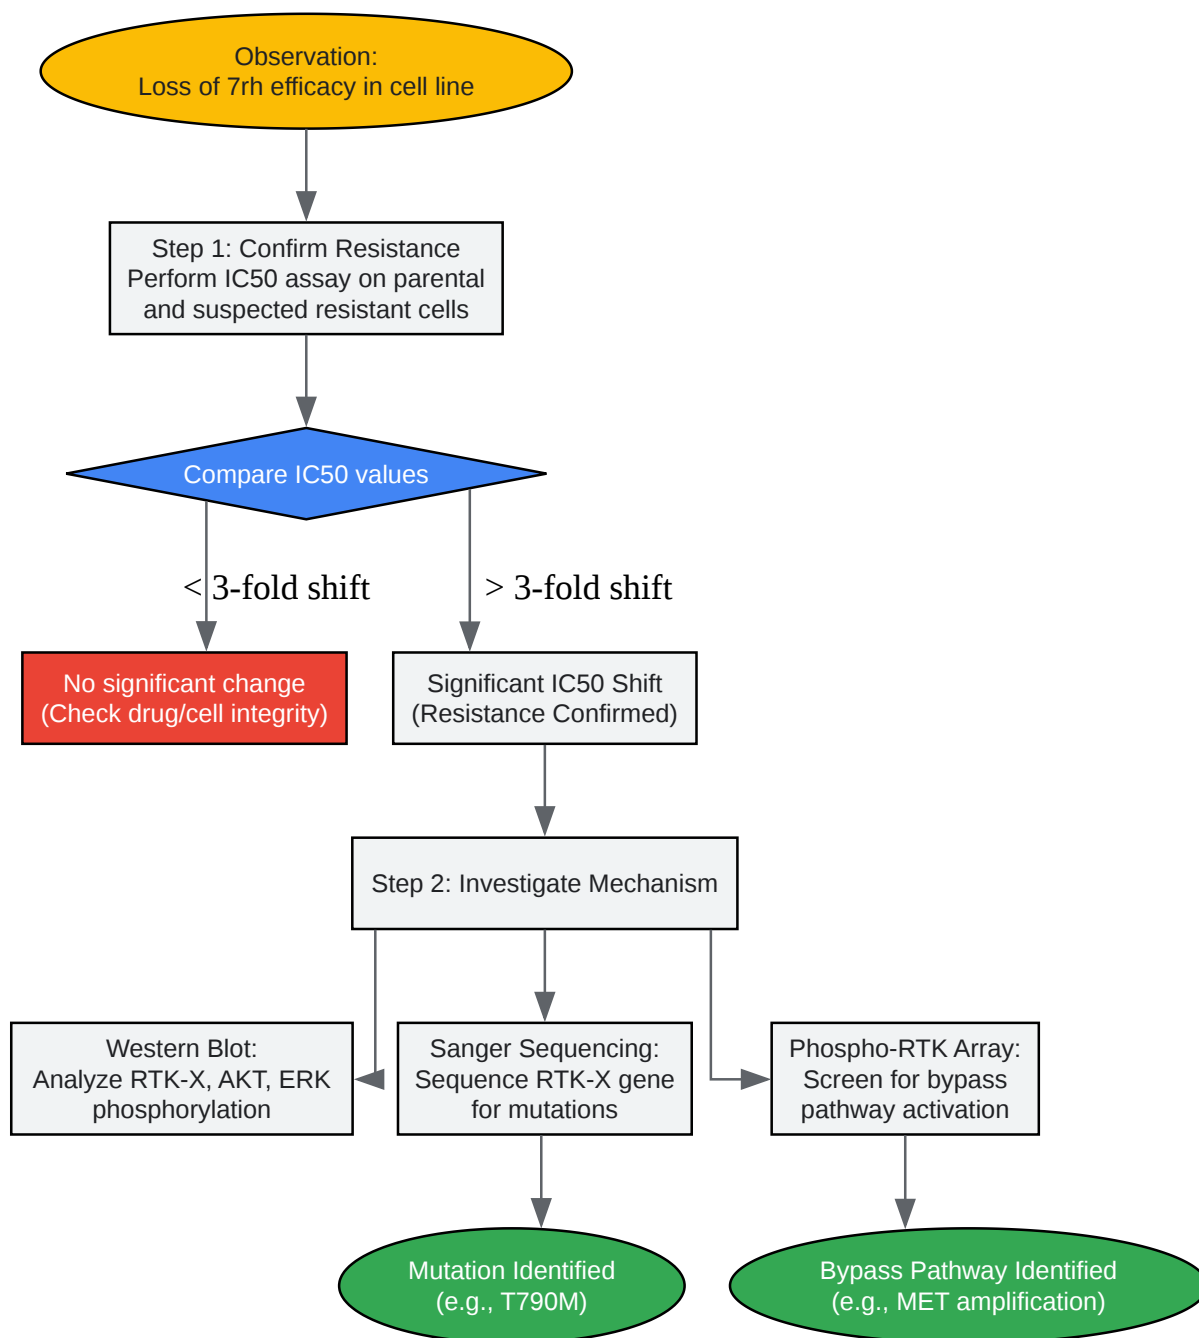 Observation:
Loss of 7rh efficacy in cell line
Step 1: Confirm Resistance
Perform IC50 assay on parental
and suspected resistant cells
Compare IC50 values
< 3-fold shift
> 3-fold shift
No significant change
(Check drug/cell integrity)
Significant IC50 Shift
(Resistance Confirmed)
Step 2: Investigate Mechanism
Western Blot:
Analyze RTK-X, AKT, ERK
phosphorylation
Sanger Sequencing:
Sequence RTK-X gene
for mutations
Phospho-RTK Array:
Screen for bypass
pathway activation
Mutation Identified
(e.g., T790M)
Bypass Pathway Identified
(e.g., MET amplification)